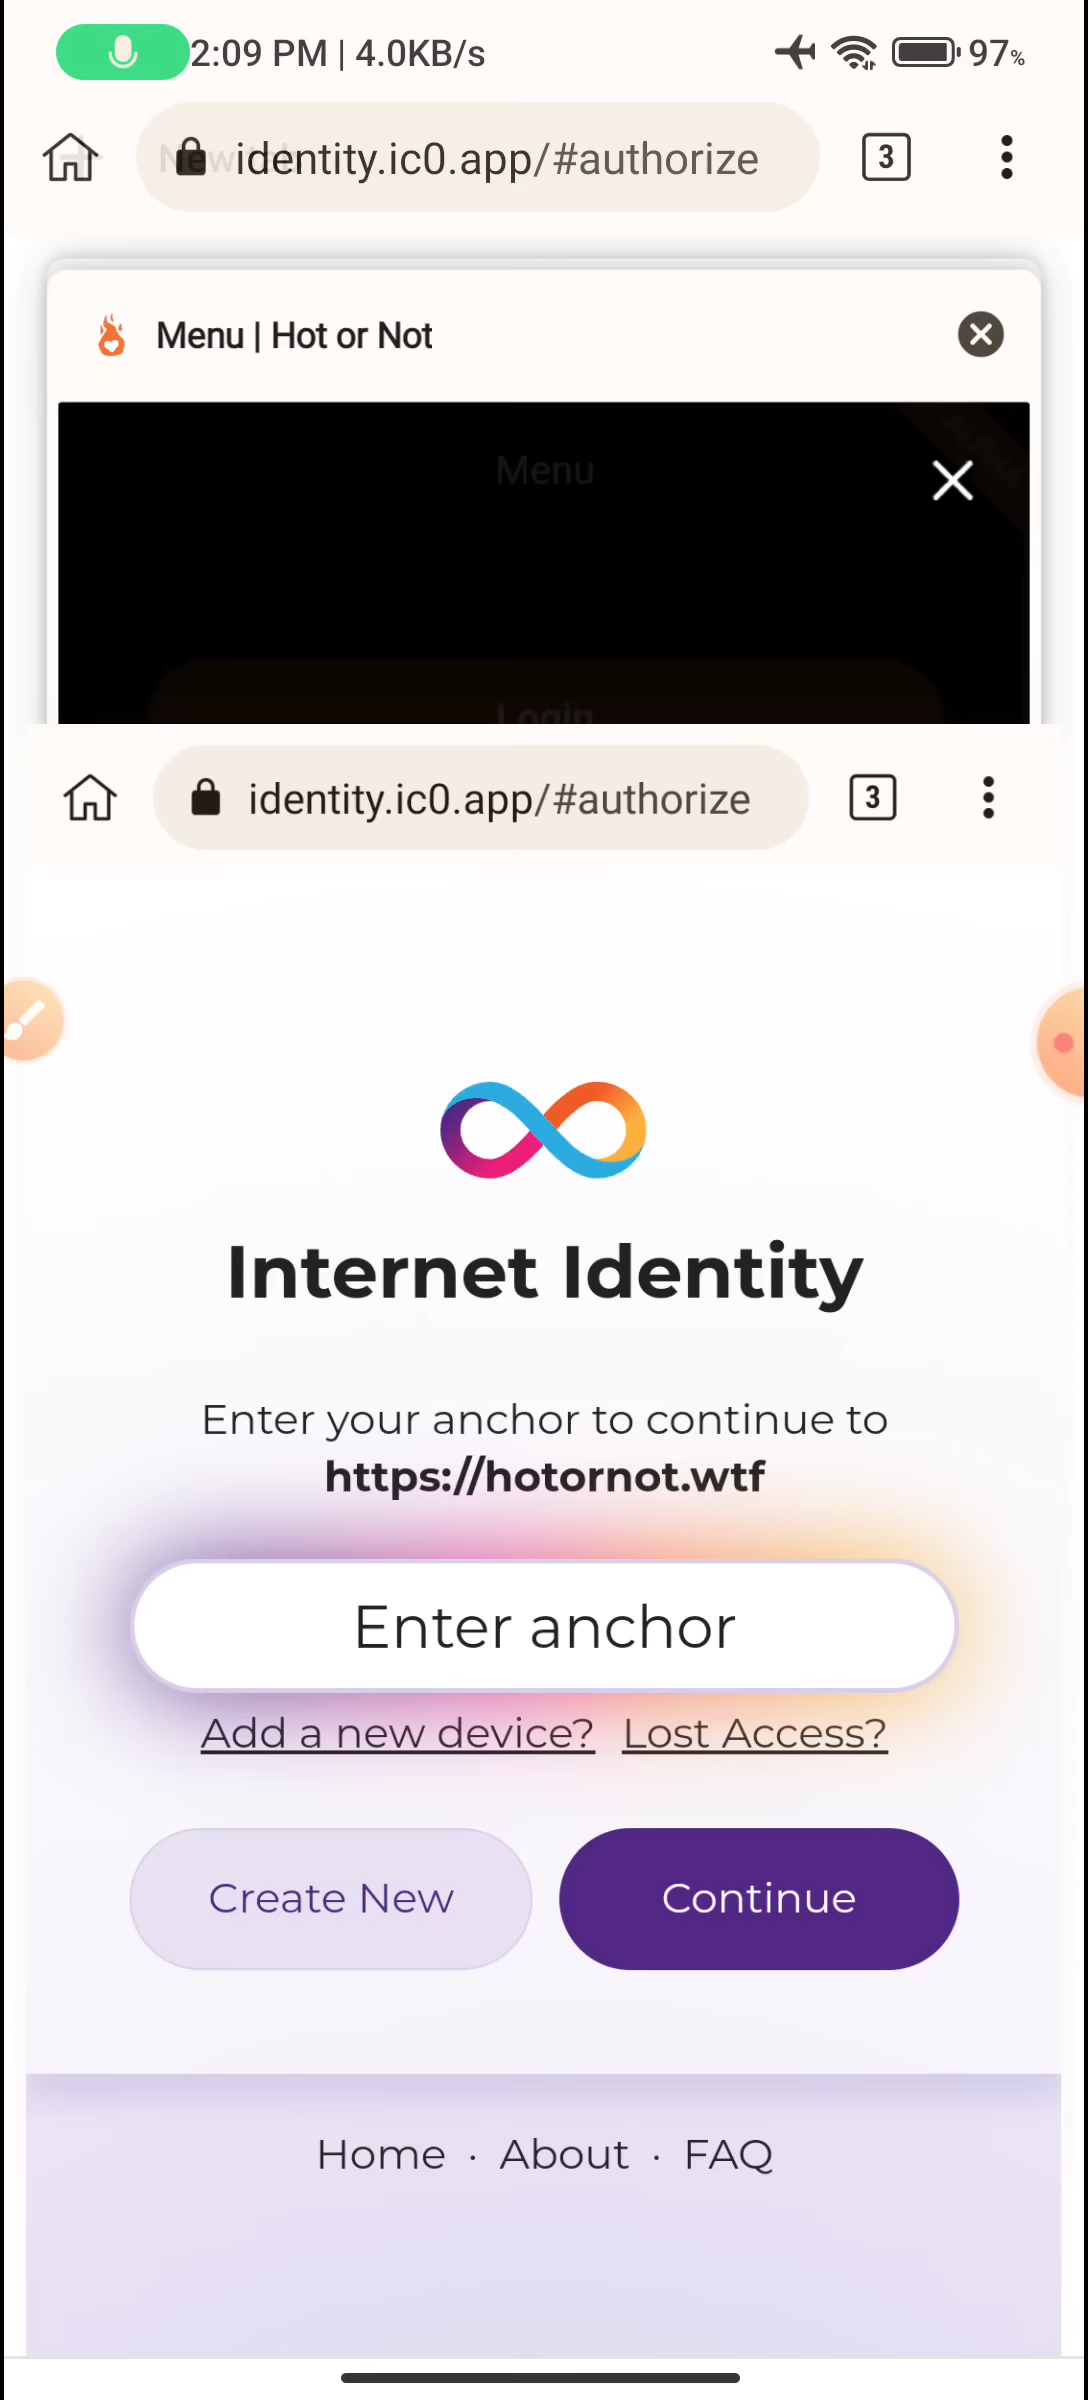 2:09 PM | 4.0KB/s 97%
identity.ic0.app/#authorize 3
Menu | Hot or Not
Menu
Login
identity.ic0.app/#authorize 3
Internet Identity
Enter your anchor to continue to
https://hotornot.wtf
Enter anchor
Add a new device? Lost Access?
Create New Continue
Home · About · FAQ